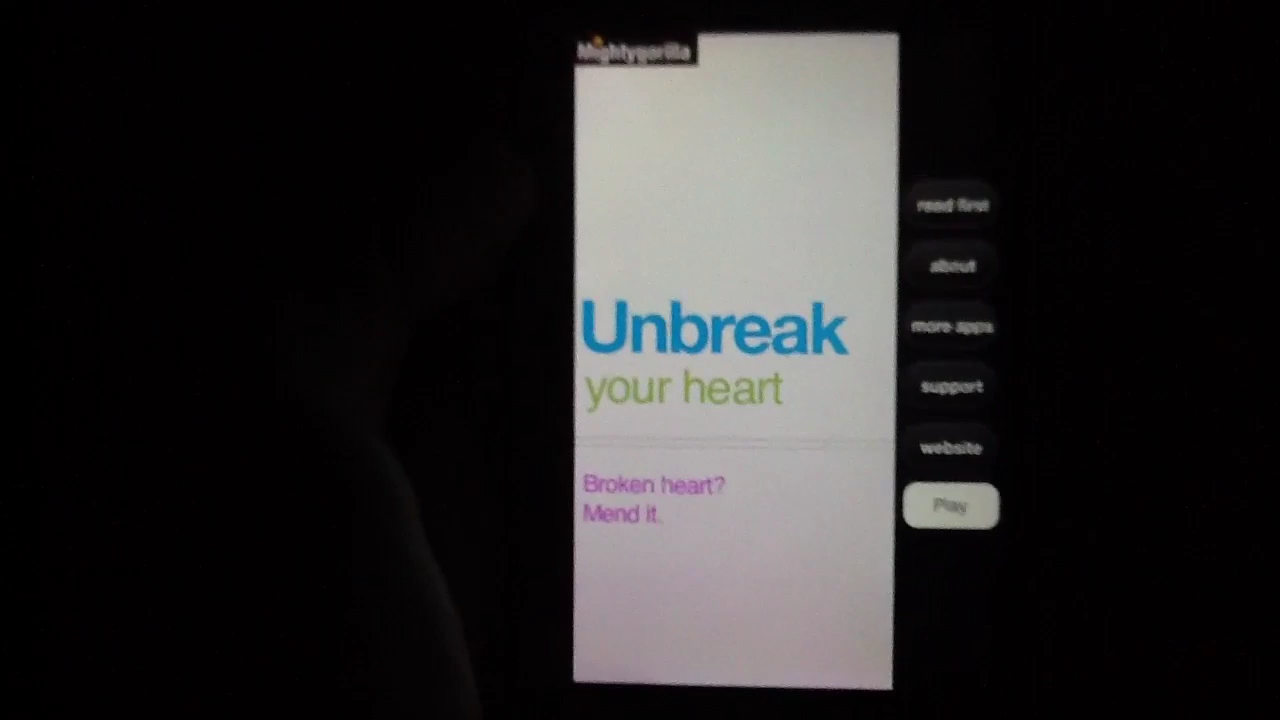 Mightygorilla
Unbreak
your heart
Broken heart?
Mend it.
read first
about
more apps
support
website
Play